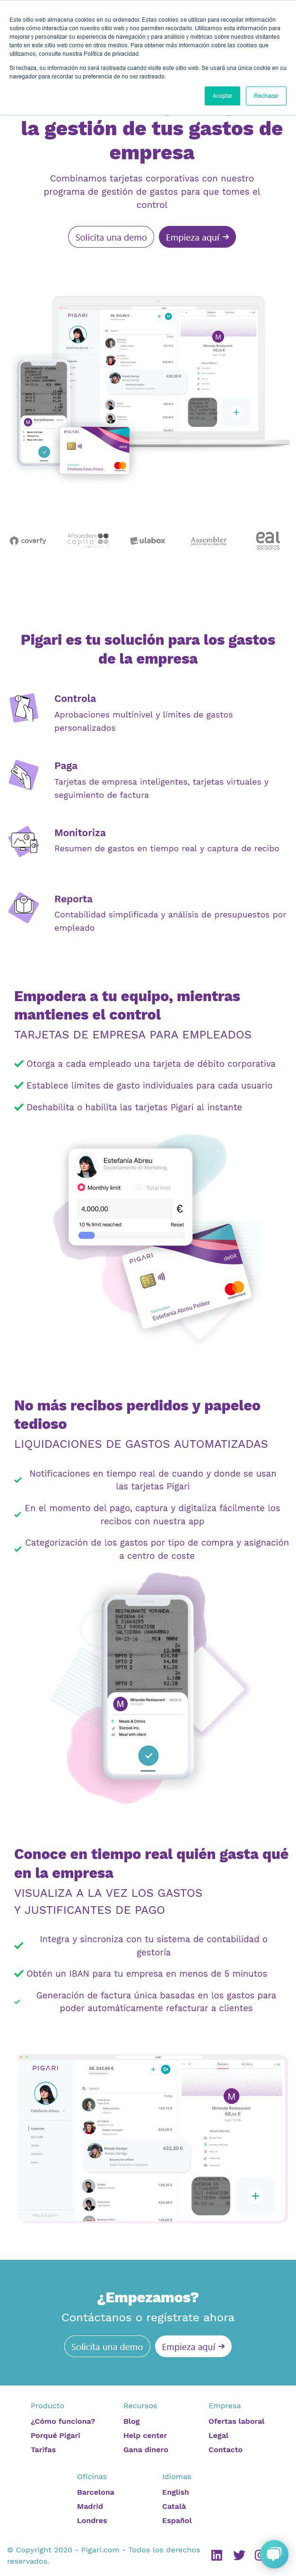 Este sitio web almacena cookies en su ordenador. Estas cookies se utilizan para recopilar información
sobre cómo interactúa con nuestro sitio web y nos permiten recordarlo. Utilizamos esta información para
mejorar y personalizar su experiencia de navegación y para análisis y métricas sobre nuestros visitantes
tanto en este sitio web como en otros medios. Para obtener más información sobre las cookies que
utilizamos, consulte nuestra Política de privacidad.
Si rechaza, su información no será rastreada cuando visite este sitio web. Se usará una única cookie en su
navegador para recordar su preferencia de no ser rastreado.
Aceptar
Rechazar
la gestión de tus gastos de
empresa
Combinamos tarjetas corporativas con nuestro
programa de gestión de gastos para que tomes el
control
Solicita una demo
Empieza aquí →
PIGARI
coverfy
4Founders
capital
ulabox
Assembler
eal
asesores
Pigari es tu solución para los gastos
de la empresa
Controla
Aprobaciones multinivel y límites de gastos
personalizados
Paga
Tarjetas de empresa inteligentes, tarjetas virtuales y
seguimiento de factura
Monitoriza
Resumen de gastos en tiempo real y captura de recibo
Reporta
Contabilidad simplificada y análisis de presupuestos por
empleado
Empodera a tu equipo, mientras
mantienes el control
TARJETAS DE EMPRESA PARA EMPLEADOS
Otorga a cada empleado una tarjeta de débito corporativa
Establece límites de gasto individuales para cada usuario
Deshabilita o habilita las tarjetas Pigari al instante
Estefanía Abreu
Departamento de Marketing
Monthly limit
Total limit
4,000,00
€
10 % limit reached
Reset
PIGARI
debit
Estefanía Abreu Peláez
mastercard
No más recibos perdidos y papeleo
tedioso
LIQUIDACIONES DE GASTOS AUTOMATIZADAS
Notificaciones en tiempo real de cuando y donde se usan
las tarjetas Pigari
En el momento del pago, captura y digitaliza fácilmente los
recibos con nuestra app
Categorización de los gastos por tipo de compra y asignación
a centro de coste
RESTAURANTE MIRANDA
M
Miranda Restaurant
Meals & Drinks
Starpol Inc.
Meal with client
Conoce en tiempo real quién gasta qué
en la empresa
VISUALIZA A LA VEZ LOS GASTOS
Y JUSTIFICANTES DE PAGO
Integra y sincroniza con tu sistema de contabilidad o
gestoría
Obtén un IBAN para tu empresa en menos de 5 minutos
Generación de factura única basadas en los gastos para
poder automáticamente refacturar a clientes
PIGARI
Estefanía Abreu
432,30 €
M
Miranda Restaurant
¿Empezamos?
Contáctanos o regístrate ahora
Solicita una demo
Empieza aquí →
Producto
Recursos
Empresa
¿Cómo funciona?
Blog
Ofertas laboral
Porqué Pigari
Help center
Legal
Tarifas
Gana dinero
Contacto
Oficinas
Idiomas
Barcelona
English
Madrid
Català
Londres
Español
© Copyright 2020 - Pigari.com - Todos los derechos
reservados.